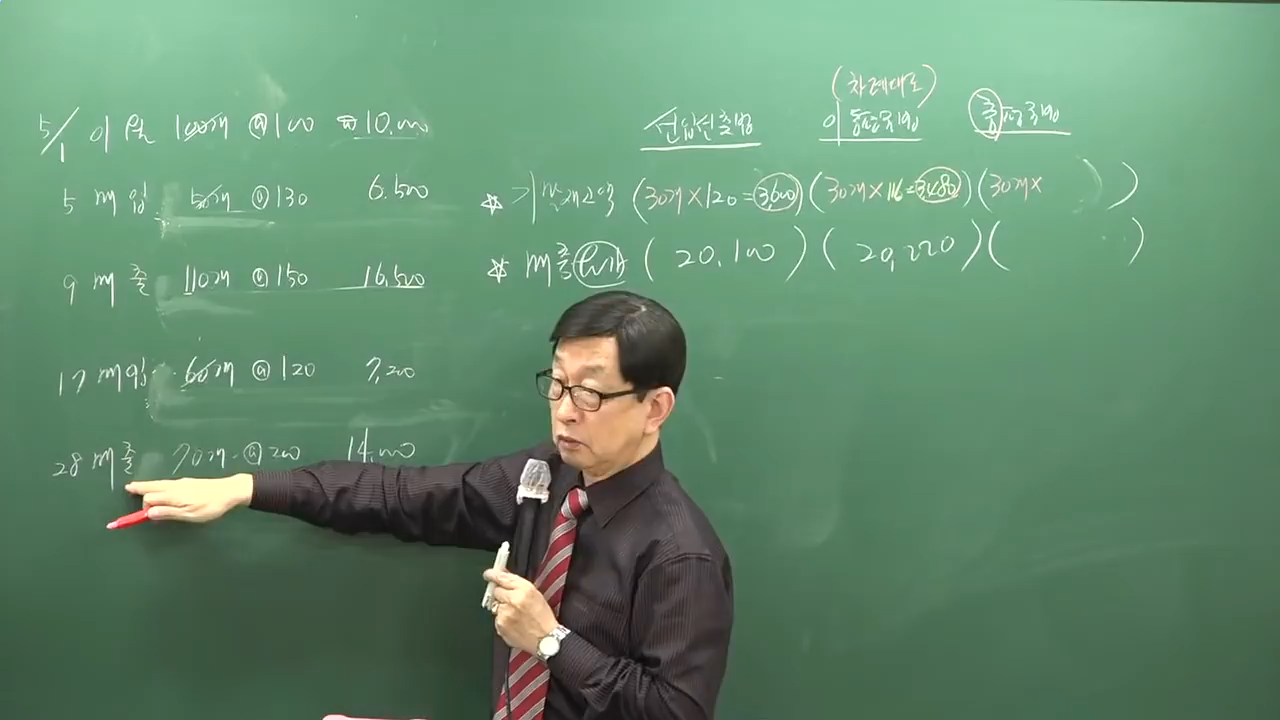 5/1 이월 100개 @100 ₩10,000
5 매입 50개 @130 6,500
9 매출 110개 @150 16,500
17 매입 60개 @120 7,200
28 매출 70개 @200 14,000
(차례대로)
선입선출법 이동평균법 총평균법
☆ 기말재고액 (30개×120=3,600) (30개×116=3,480) (30개× )
☆ 매출원가 (20,100) (20,220) ( )